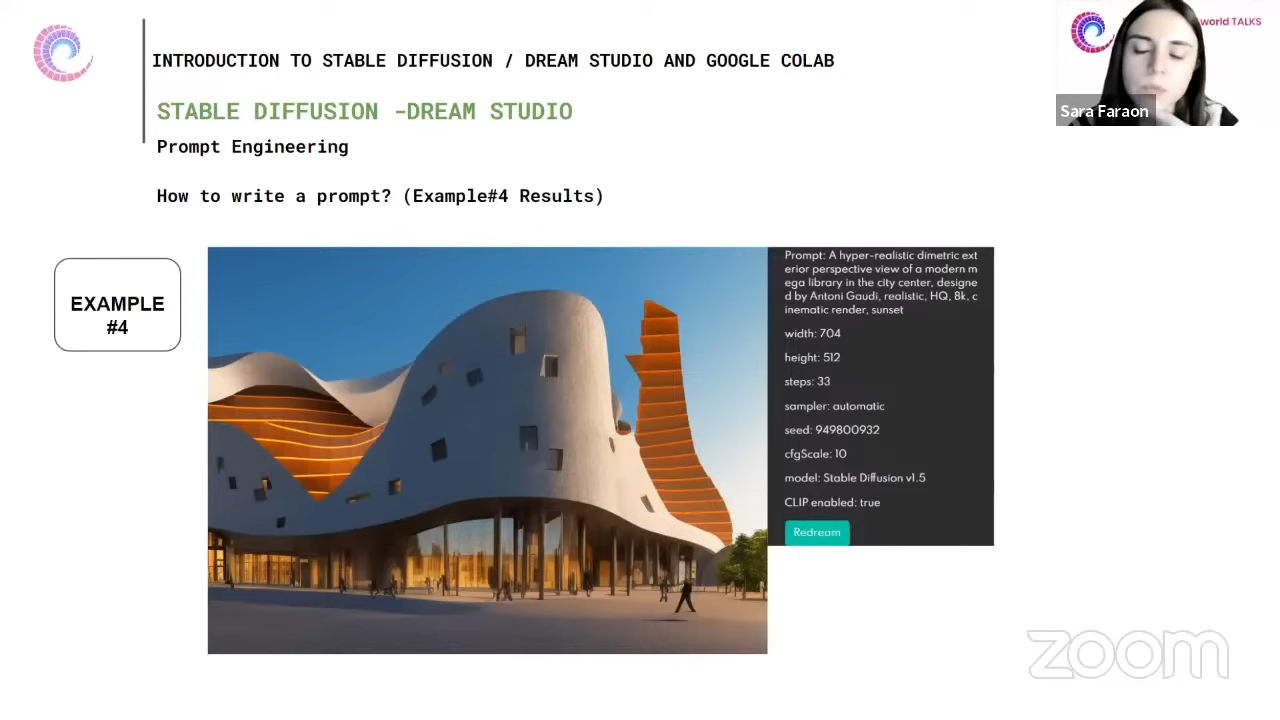 world TALKS
Sara Faraon
INTRODUCTION TO STABLE DIFFUSION / DREAM STUDIO AND GOOGLE COLAB
STABLE DIFFUSION -DREAM STUDIO
Prompt Engineering
How to write a prompt? (Example#4 Results)
EXAMPLE
#4
Prompt: A hyper-realistic dimetric ext
erior perspective view of a modern m
ega library in the city center, designe
d by Antoni Gaudi, realistic, HQ, 8k, c
inematic render, sunset
width: 704
height: 512
steps: 33
sampler: automatic
seed: 949800932
cfgScale: 10
model: Stable Diffusion v1.5
CLIP enabled: true
Redream
zoom